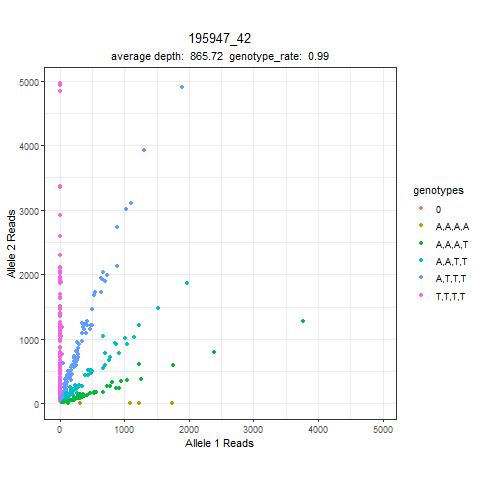 195947_42
average depth: 865.72 genotype_rate: 0.99
5000
4000
3000
2000
1000
0
Allele 2 Reads
0 1000 2000 3000 4000 5000
Allele 1 Reads
genotypes
0
A,A,A,A
A,A,A,T
A,A,T,T
A,T,T,T
T,T,T,T